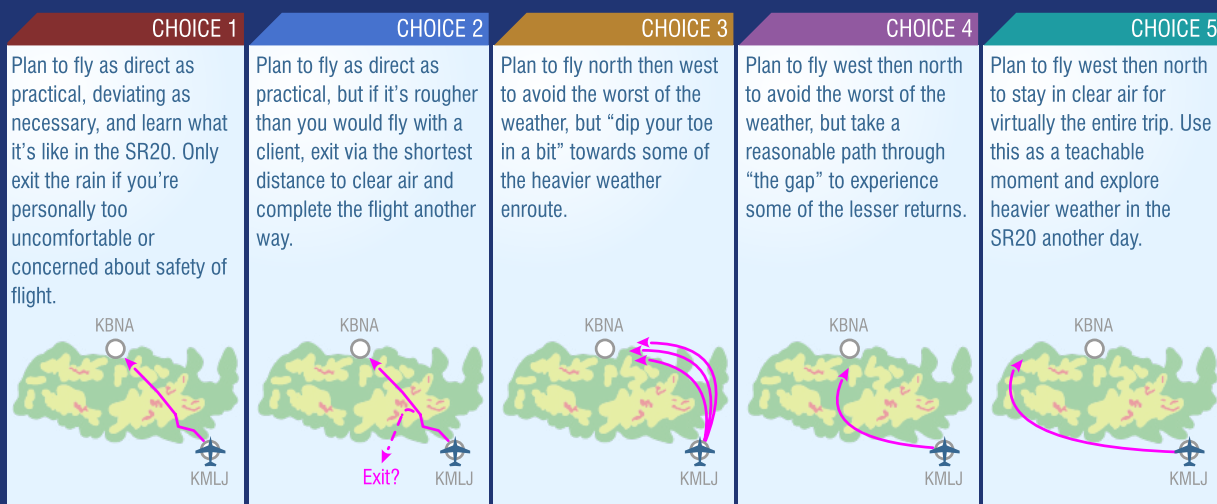 CHOICE 1
Plan to fly as direct as
practical, deviating as
necessary, and learn what
it's like in the SR20. Only
exit the rain if you're
personally too
uncomfortable or
concerned about safety of
flight.
KBNA
KMLJ
CHOICE 2
Plan to fly as direct as
practical, but if it's rougher
than you would fly with a
client, exit via the shortest
distance to clear air and
complete the flight another
way.
KBNA
Exit?
KMLJ
CHOICE 3
Plan to fly north then west
to avoid the worst of the
weather, but “dip your toe
in a bit” towards some of
the heavier weather
enroute.
KBNA
KMLJ
CHOICE 4
Plan to fly west then north
to avoid the worst of the
weather, but take a
reasonable path through
“the gap” to experience
some of the lesser returns.
KBNA
KMLJ
CHOICE 5
Plan to fly west then north
to stay in clear air for
virtually the entire trip. Use
this as a teachable
moment and explore
heavier weather in the
SR20 another day.
KBNA
KMLJ